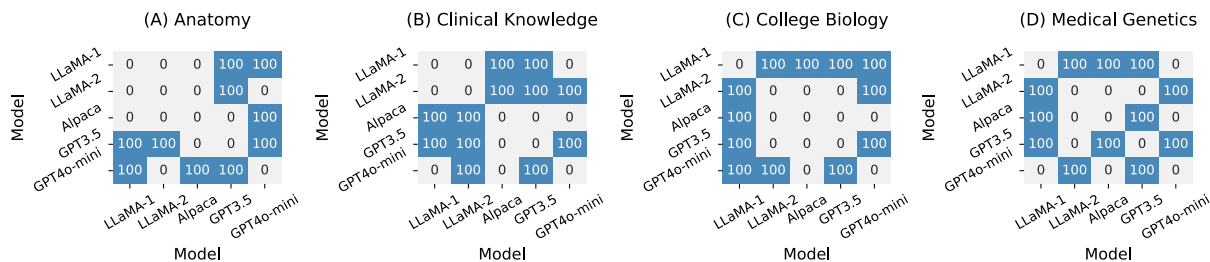 (A) Anatomy
Model
LLaMA-1 0 0 0 100 100
LLaMA-2 0 0 0 100 0
Alpaca 0 0 0 0 100
GPT3.5 100 100 0 0 100
GPT4o-mini 100 0 100 100 0
LLaMA-1 LLaMA-2 Alpaca GPT3.5 GPT4o-mini
Model
(B) Clinical Knowledge
Model
LLaMA-1 0 0 100 100 0
LLaMA-2 0 0 100 100 100
Alpaca 100 100 0 0 0
GPT3.5 100 100 0 0 100
GPT4o-mini 0 100 0 100 0
LLaMA-1 LLaMA-2 Alpaca GPT3.5 GPT4o-mini
Model
(C) College Biology
Model
LLaMA-1 0 100 100 100 100
LLaMA-2 100 0 0 0 100
Alpaca 100 0 0 0 0
GPT3.5 100 0 0 0 100
GPT4o-mini 100 100 0 100 0
LLaMA-1 LLaMA-2 Alpaca GPT3.5 GPT4o-mini
Model
(D) Medical Genetics
Model
LLaMA-1 0 100 100 100 0
LLaMA-2 100 0 0 0 100
Alpaca 100 0 0 100 0
GPT3.5 100 0 100 0 100
GPT4o-mini 0 100 0 100 0
LLaMA-1 LLaMA-2 Alpaca GPT3.5 GPT4o-mini
Model